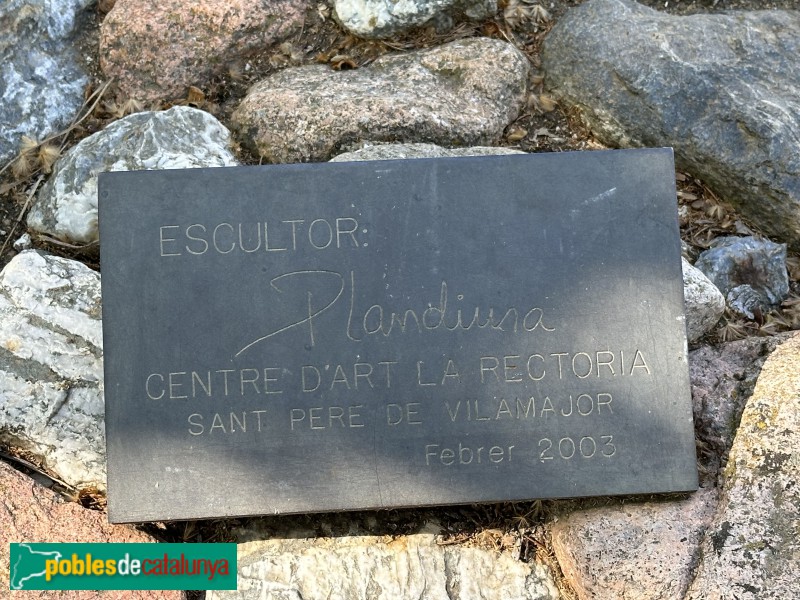 ESCULTOR:
Plandiura
CENTRE D'ART LA RECTORIA
SANT PERE DE VILAMAJOR
Febrer 2003
poblesdecatalunya